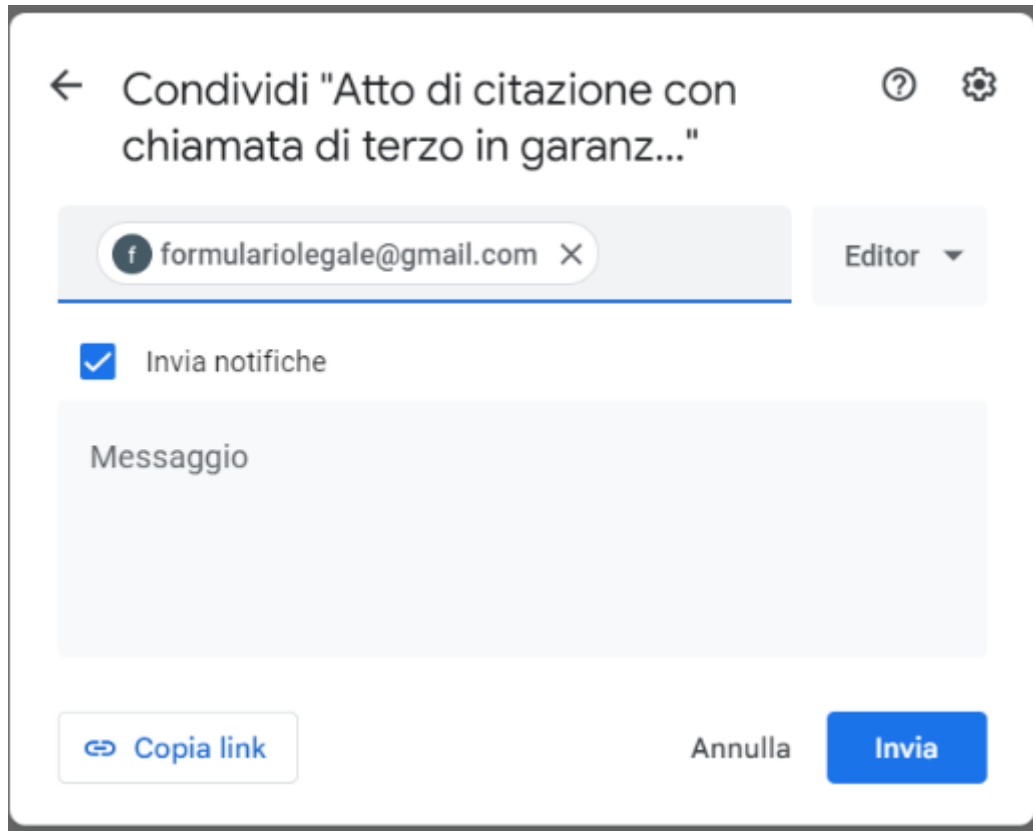 Condividi "Atto di citazione con
chiamata di terzo in garanz..."
f formulariolegale@gmail.com
Editor
Invia notifiche
Messaggio
Copia link
Annulla
Invia